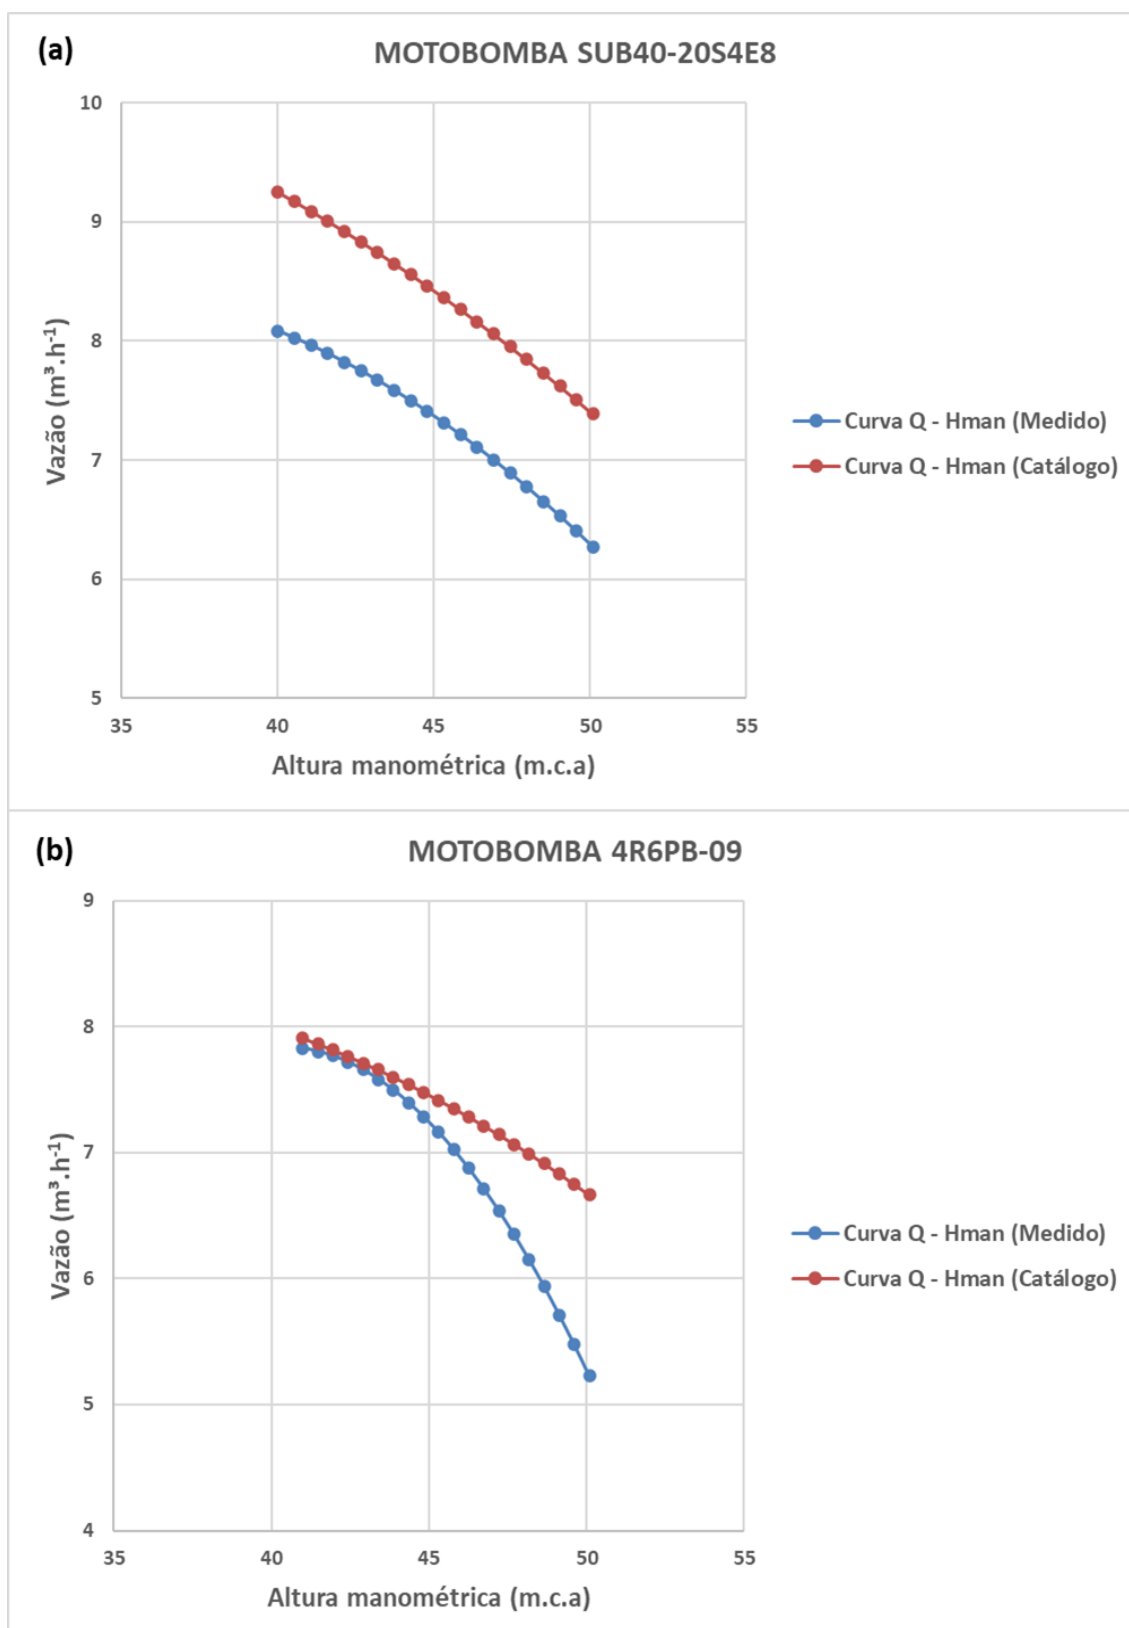 (a)
MOTOBOMBA SUB40-20S4E8
10
9
8
7
6
5
35
40
45
50
55
Vazão (m³.h⁻¹)
Altura manométrica (m.c.a)
Curva Q - Hman (Medido)
Curva Q - Hman (Catálogo)
(b)
MOTOBOMBA 4R6PB-09
9
8
7
6
5
4
35
40
45
50
55
Vazão (m³.h⁻¹)
Altura manométrica (m.c.a)
Curva Q - Hman (Medido)
Curva Q - Hman (Catálogo)